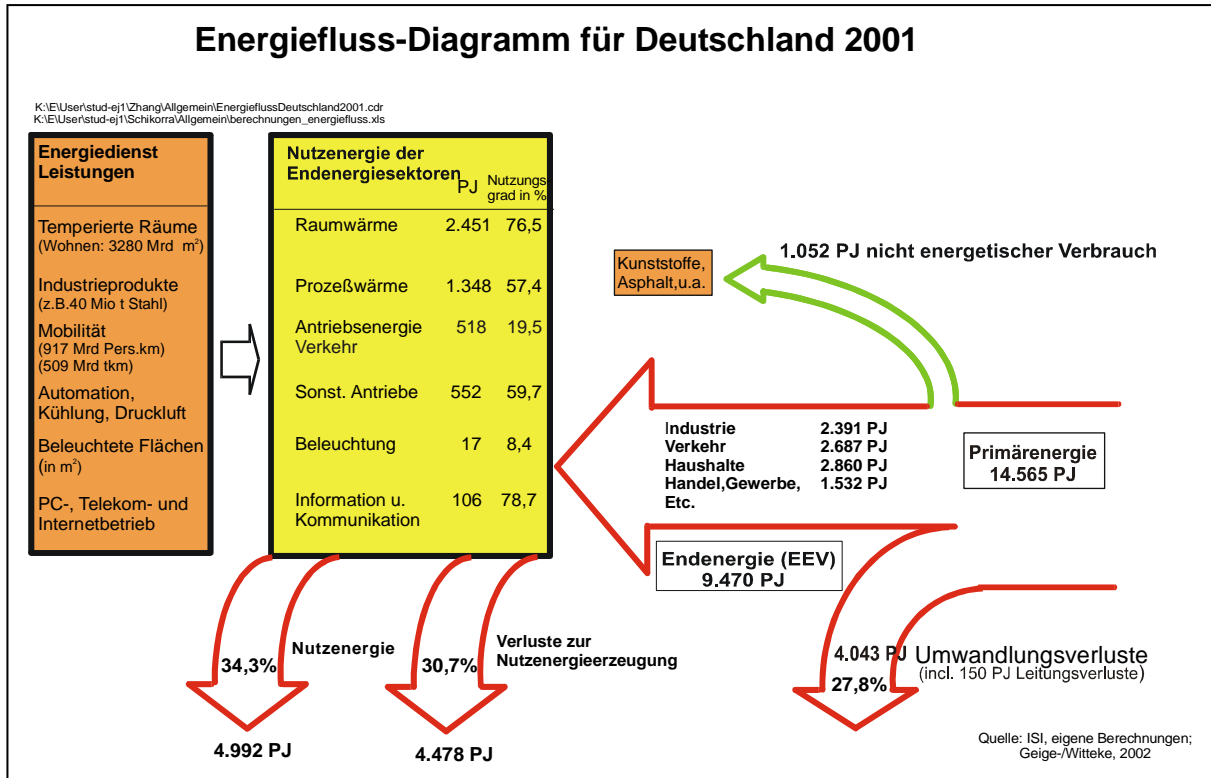 Energiefluss-Diagramm für Deutschland 2001
K:\E\User\stud-ej1\Zhang\Allgemein\EnergieflussDeutschland2001.cdr
K:\E\User\stud-ej1\Schikorra\Allgemein\berechnungen_energiefluss.xls
Energiedienst
Leistungen
Temperierte Räume
(Wohnen: 3280 Mrd m²)
Industrieprodukte
(z.B.40 Mio t Stahl)
Mobilität
(917 Mrd Pers.km)
(509 Mrd tkm)
Automation,
Kühlung, Druckluft
Beleuchtete Flächen
(in m²)
PC-, Telekom- und
Internetbetrieb
Nutzenergie der
Endenergiesektoren
PJ Nutzungs-
grad in %
Raumwärme 2.451 76,5
Prozeßwärme 1.348 57,4
Antriebsenergie 518 19,5
Verkehr
Sonst. Antriebe 552 59,7
Beleuchtung 17 8,4
Information u. 106 78,7
Kommunikation
Kunststoffe,
Asphalt,u.a.
1.052 PJ nicht energetischer Verbrauch
Industrie 2.391 PJ
Verkehr 2.687 PJ
Haushalte 2.860 PJ
Handel,Gewerbe, 1.532 PJ
Etc.
Primärenergie
14.565 PJ
Endenergie (EEV)
9.470 PJ
34,3%
Nutzenergie
4.992 PJ
30,7%
Verluste zur
Nutzenergieerzeugung
4.478 PJ
4.043 PJ Umwandlungsverluste
(incl. 150 PJ Leitungsverluste)
27,8%
Quelle: ISI, eigene Berechnungen;
Geige-/Witteke, 2002